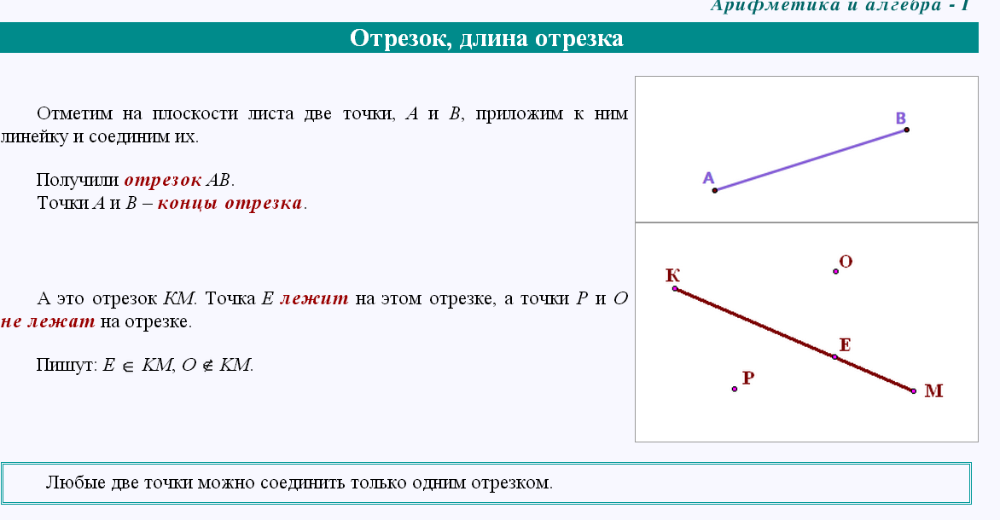 Арифметика и алгебра - I
Отрезок, длина отрезка
Отметим на плоскости листа две точки, A и B, приложим к ним
линейку и соединим их.
Получили отрезок AB.
Точки A и B – концы отрезка.
B
A
А это отрезок KM. Точка E лежит на этом отрезке, а точки P и O
не лежат на отрезке.
Пишут: E ∈ KM, O ∉ KM.
O
К
E
P
M
Любые две точки можно соединить только одним отрезком.